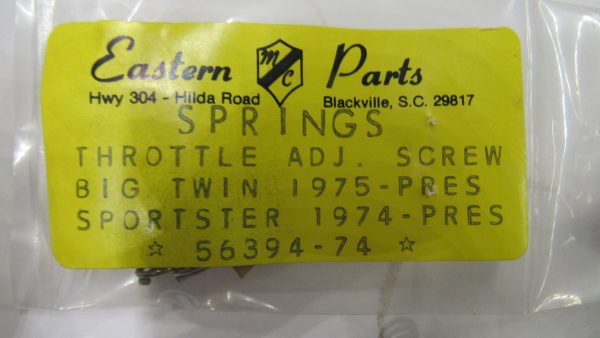 Eastern MC Parts
Hwy 304 - Hilda Road Blackville, S.C. 29817
SPRINGS
THROTTLE ADJ. SCREW
BIG TWIN 1975-PRES
SPORTSTER 1974-PRES
☆ 56394-74 ☆